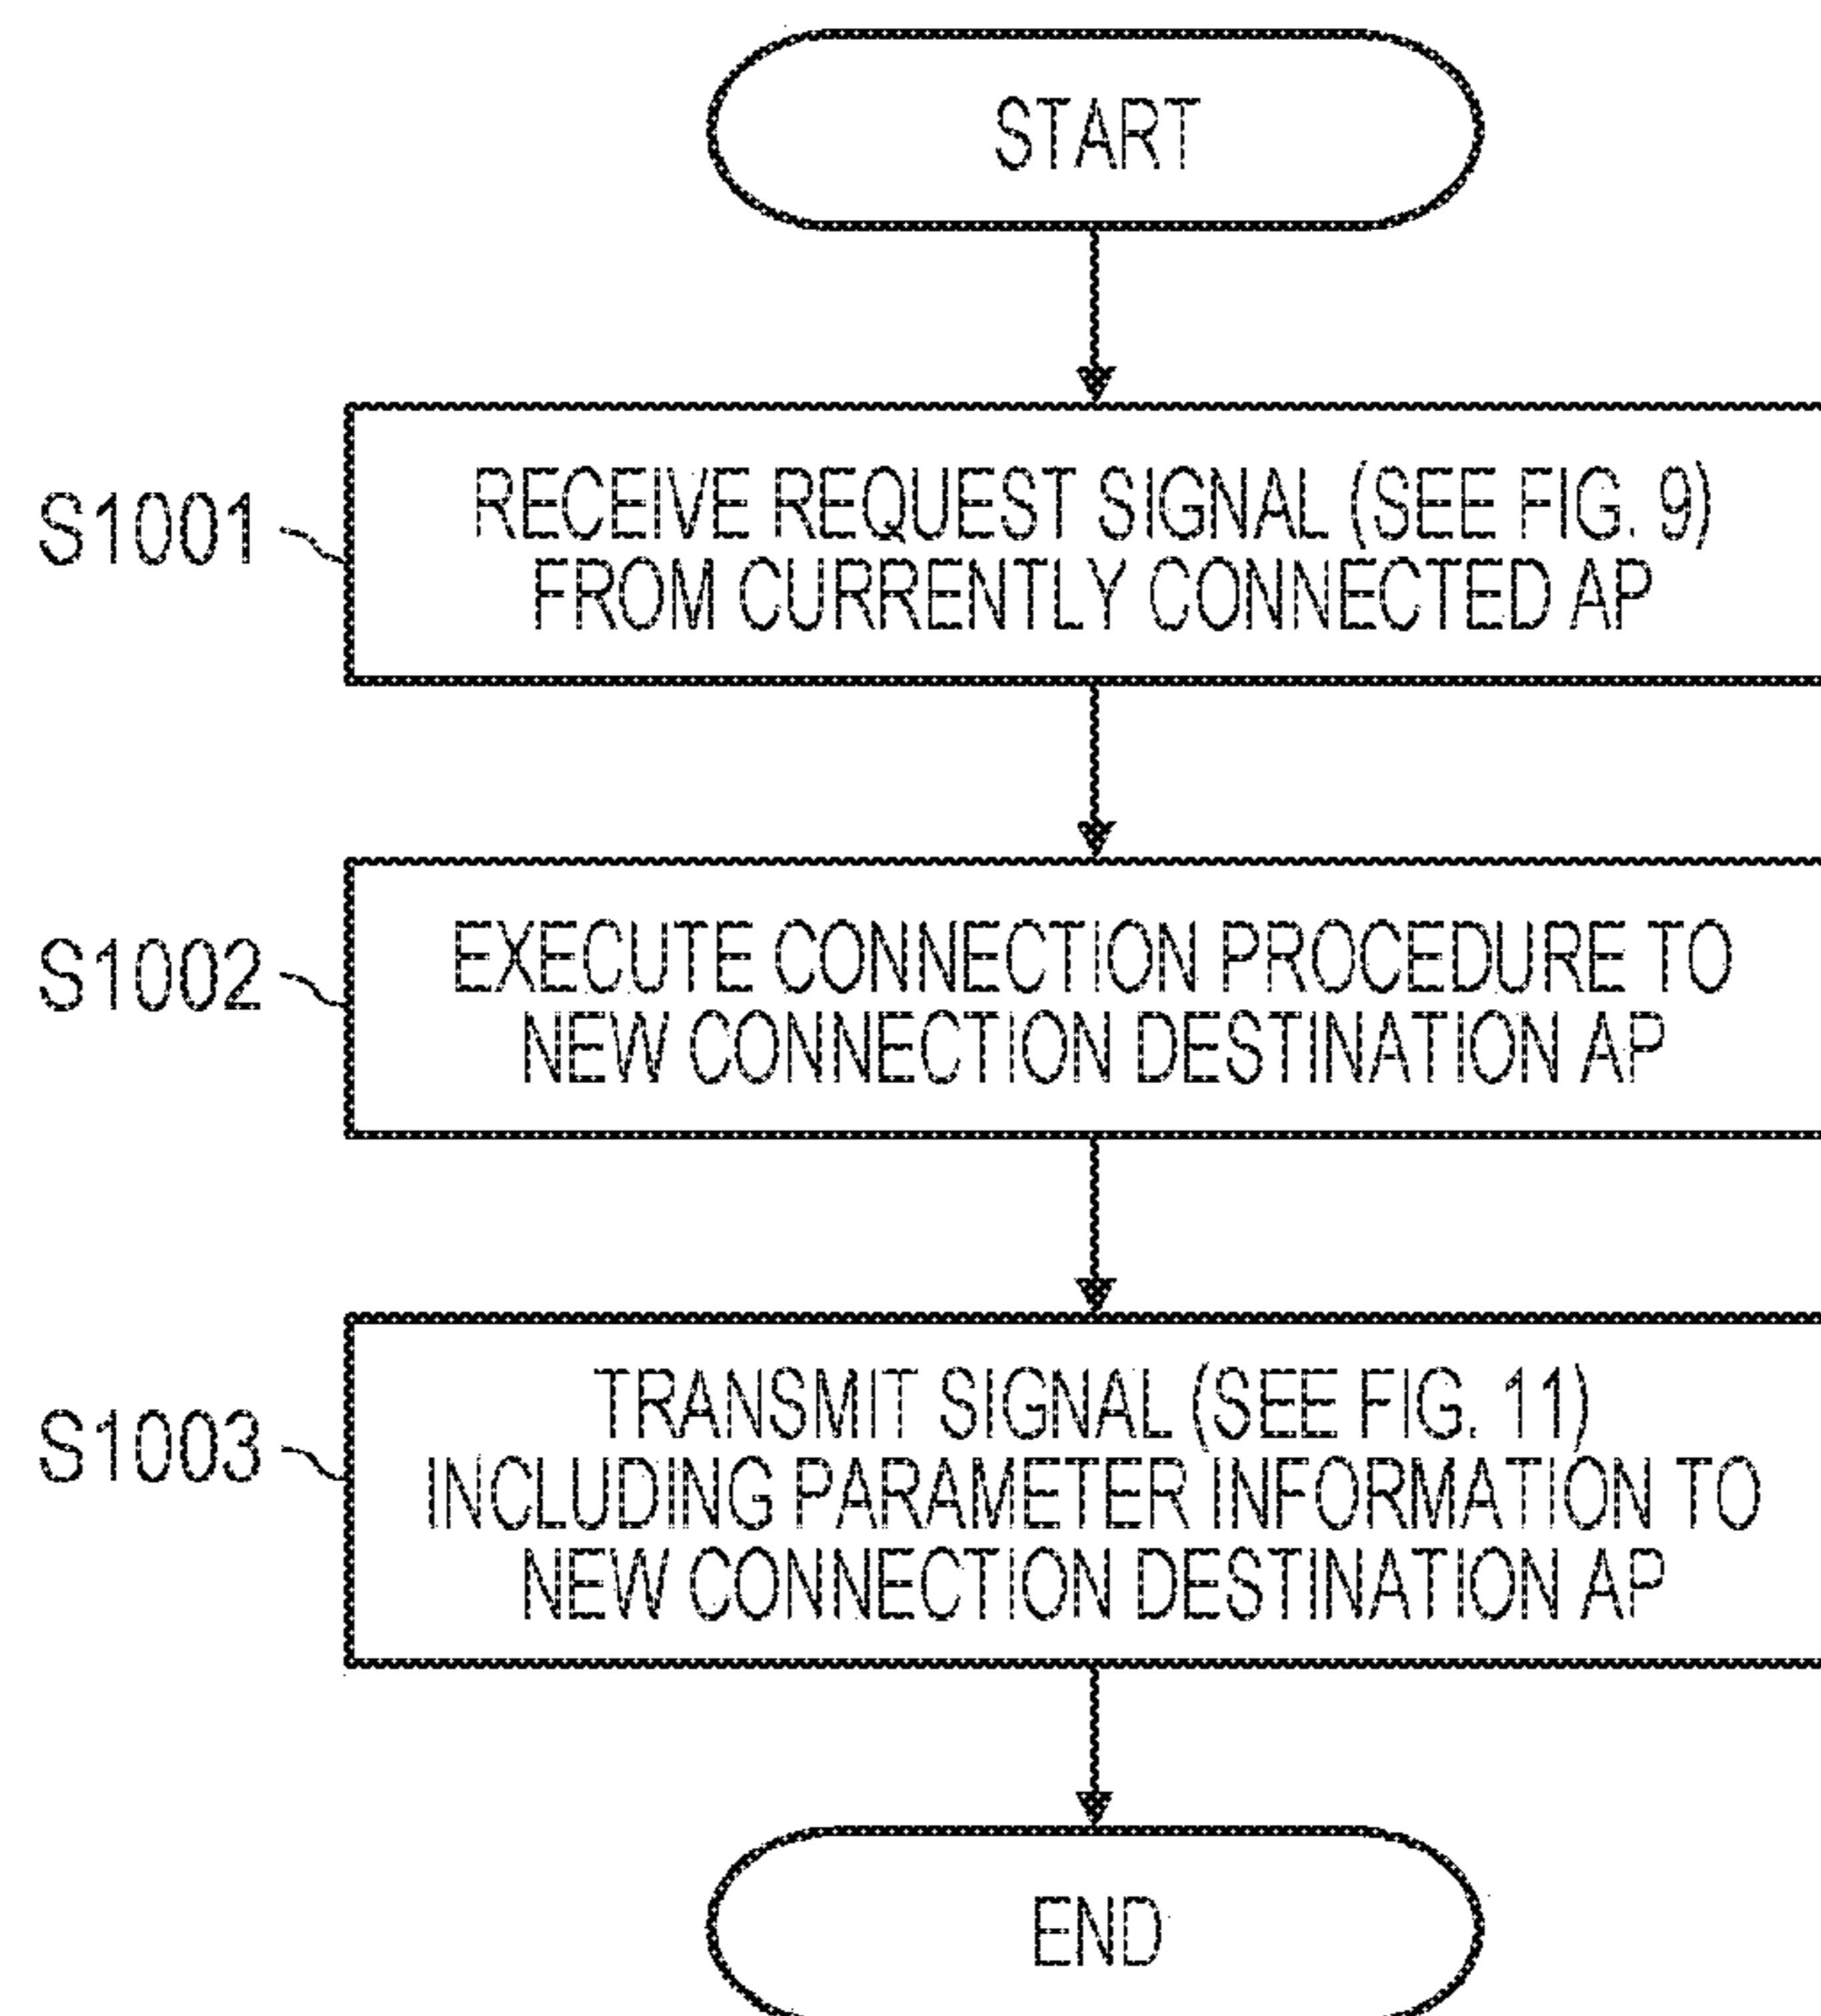 START
S1001
RECEIVE REQUEST SIGNAL (SEE FIG. 9)
FROM CURRENTLY CONNECTED AP
S1002
EXECUTE CONNECTION PROCEDURE TO
NEW CONNECTION DESTINATION AP
S1003
TRANSMIT SIGNAL (SEE FIG. 11)
INCLUDING PARAMETER INFORMATION TO
NEW CONNECTION DESTINATION AP
END